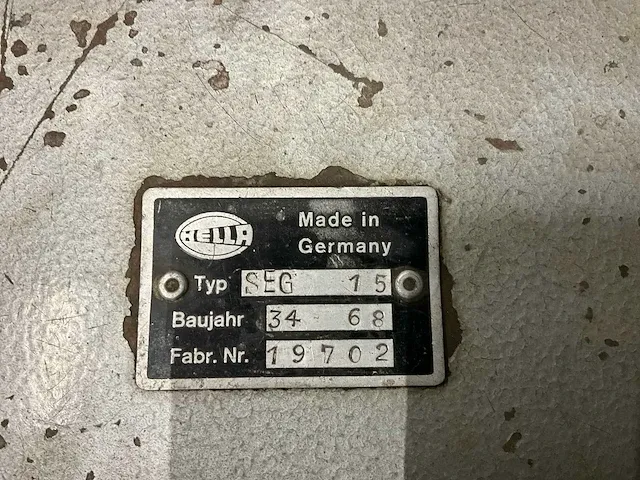 HELLA
Made in
Germany
Typ SEG 15
Baujahr 34 68
Fabr. Nr. 19702